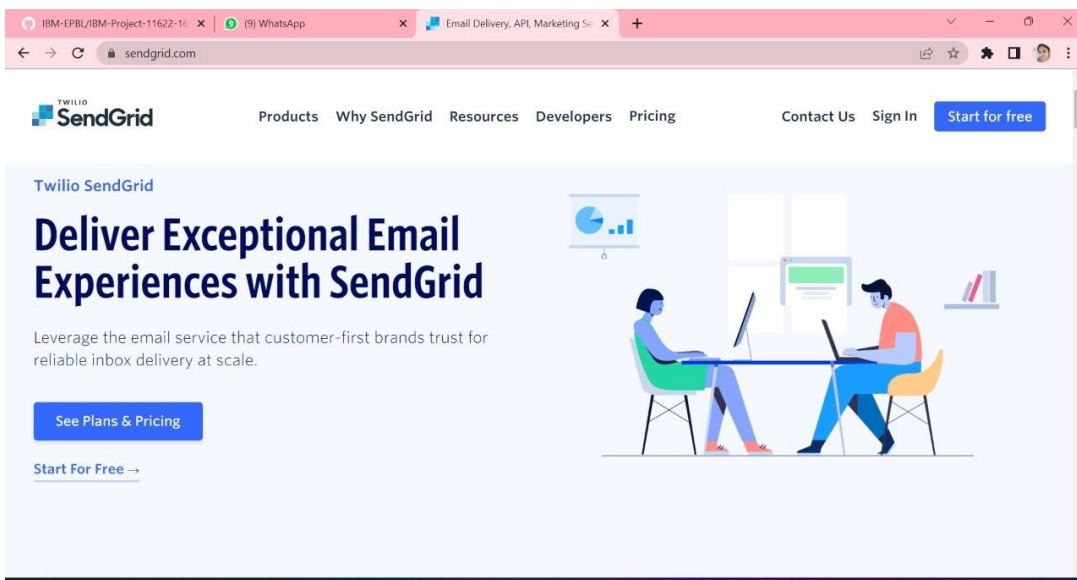 IBM-EPBL/IBM-Project-11622-16
(9) WhatsApp
Email Delivery, API, Marketing Se
sendgrid.com
TWILIO
SendGrid
Products Why SendGrid Resources Developers Pricing Contact Us Sign In Start for free
Twilio SendGrid
Deliver Exceptional Email
Experiences with SendGrid
Leverage the email service that customer-first brands trust for
reliable inbox delivery at scale.
See Plans & Pricing
Start For Free →